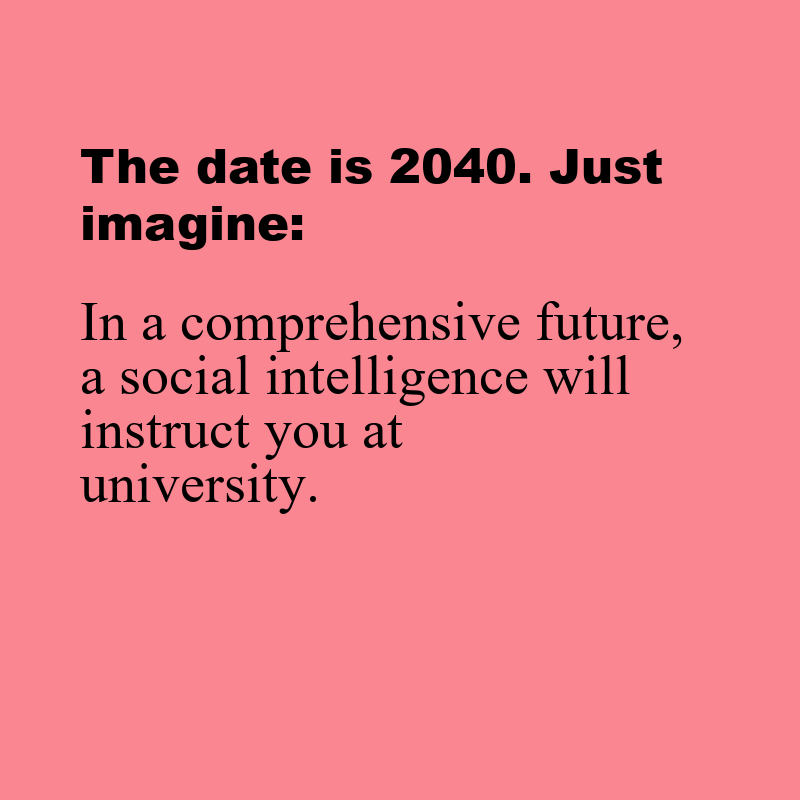 The date is 2040. Just
imagine:
In a comprehensive future,
a social intelligence will
instruct you at
university.